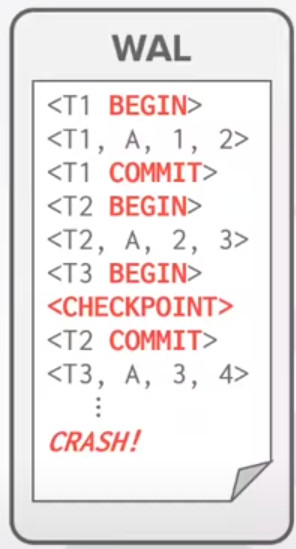 WAL
<T1 BEGIN>
<T1, A, 1, 2>
<T1 COMMIT>
<T2 BEGIN>
<T2, A, 2, 3>
<T3 BEGIN>
<CHECKPOINT>
<T2 COMMIT>
<T3, A, 3, 4>
⋮
CRASH!